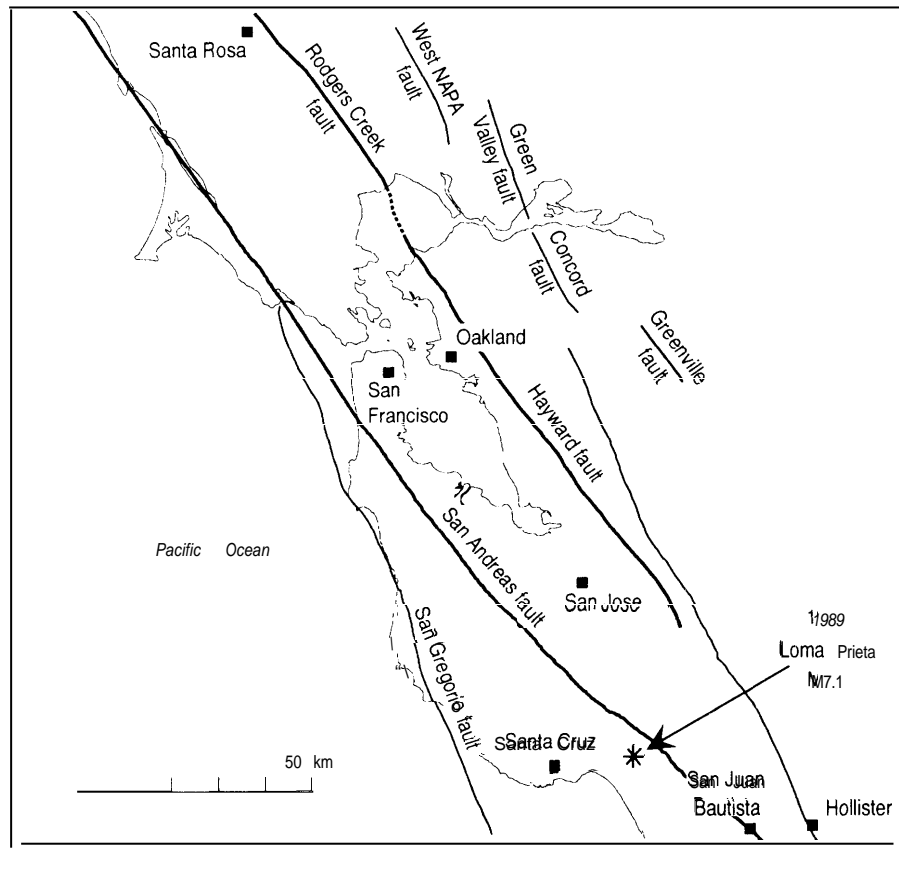 Santa Rosa
Rodgers Creek
fault
West NAPA
fault
Green
Valley fault
Concord
fault
Greenville
fault
Oakland
San
Francisco
Hayward fault
San Andreas fault
Pacific Ocean
San Jose
San Gregorio fault
1989
Loma Prieta
M7.1
Santa Cruz
50 km
San Juan
Bautista
Hollister